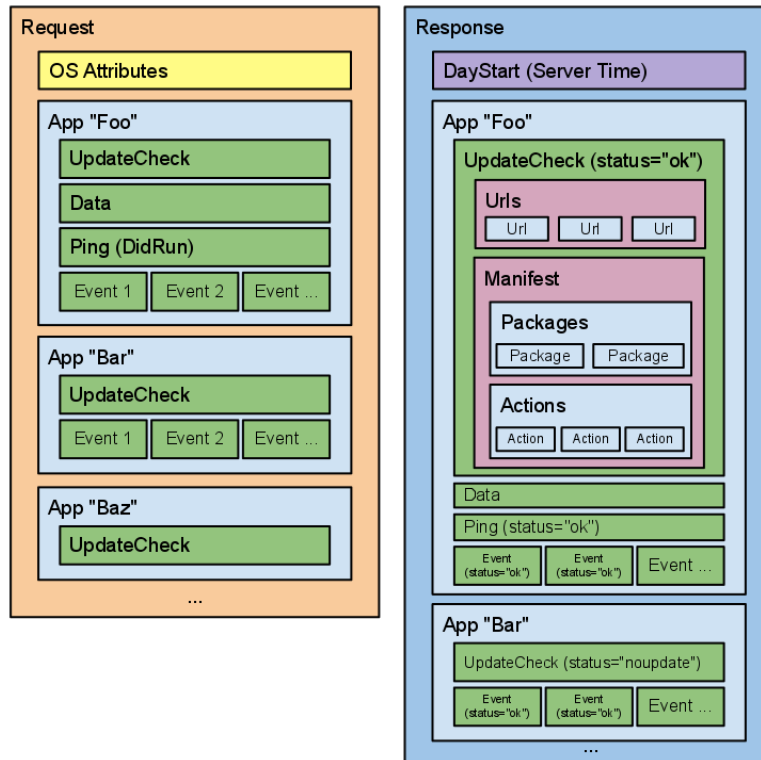 Request
OS Attributes
App "Foo"
UpdateCheck
Data
Ping (DidRun)
Event 1 Event 2 Event ...
App "Bar"
UpdateCheck
Event 1 Event 2 Event ...
App "Baz"
UpdateCheck
...
Response
DayStart (Server Time)
App "Foo"
UpdateCheck (status="ok")
Urls
Url Url Url
Manifest
Packages
Package Package
Actions
Action Action Action
Data
Ping (status="ok")
Event Event Event ...
(status="ok") (status="ok")
App "Bar"
UpdateCheck (status="noupdate")
Event Event Event ...
(status="ok") (status="ok")
...